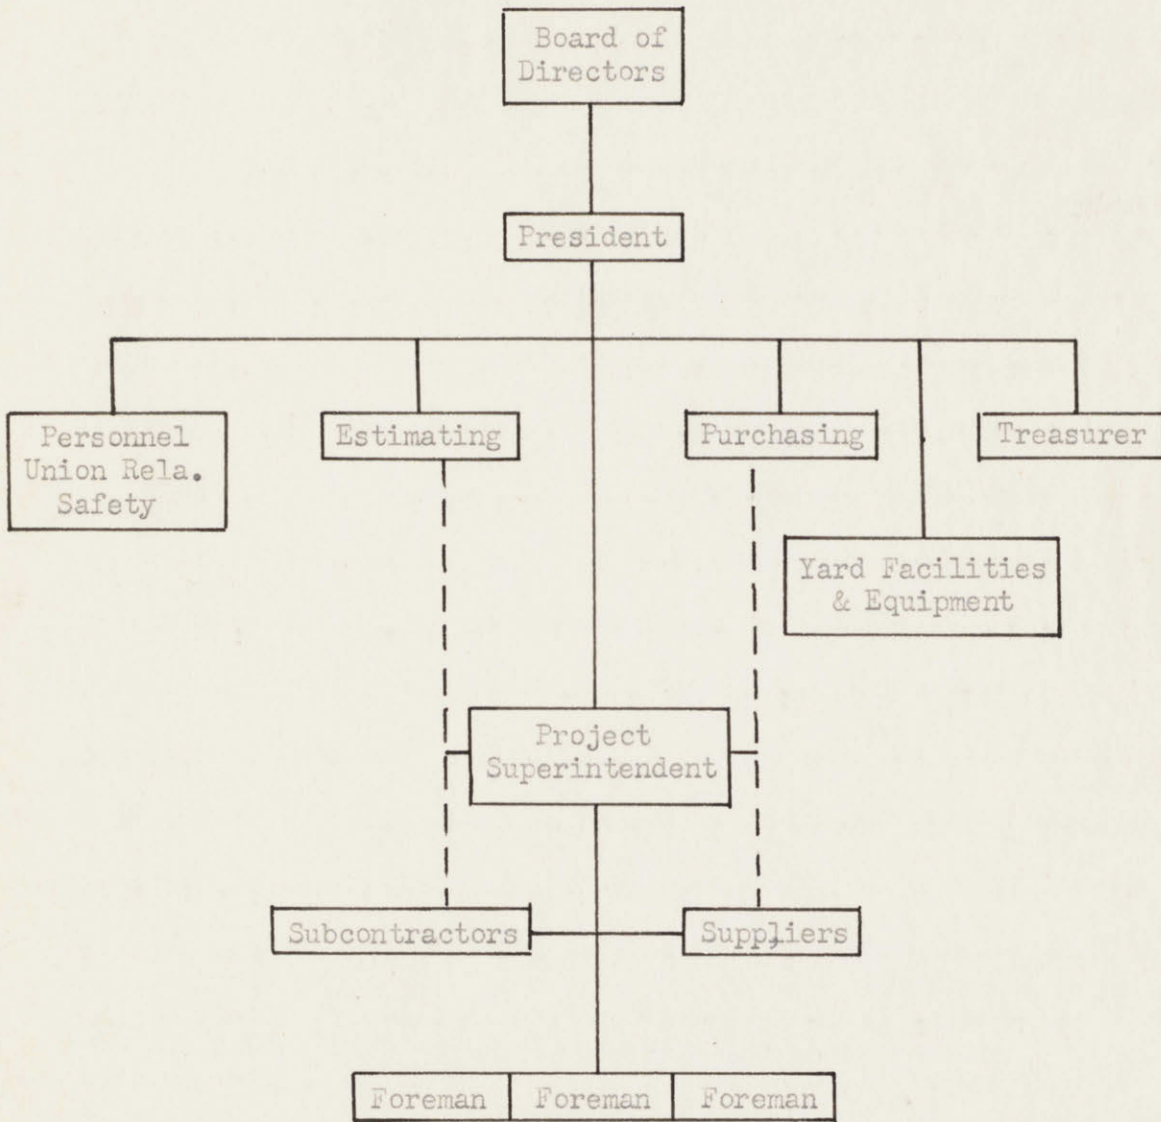 Board of
Directors
President
Personnel
Union Rela.
Safety
Estimating
Purchasing
Treasurer
Yard Facilities
& Equipment
Project
Superintendent
Subcontractors
Suppliers
Foreman
Foreman
Foreman